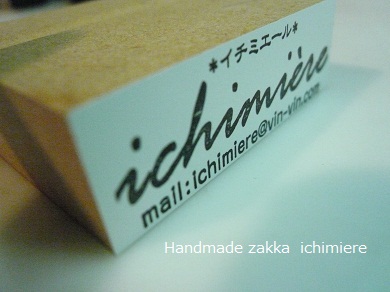 *イチミエール*
ichimière
mail:ichimiere@vin-vin.com
Handmade zakka ichimiere